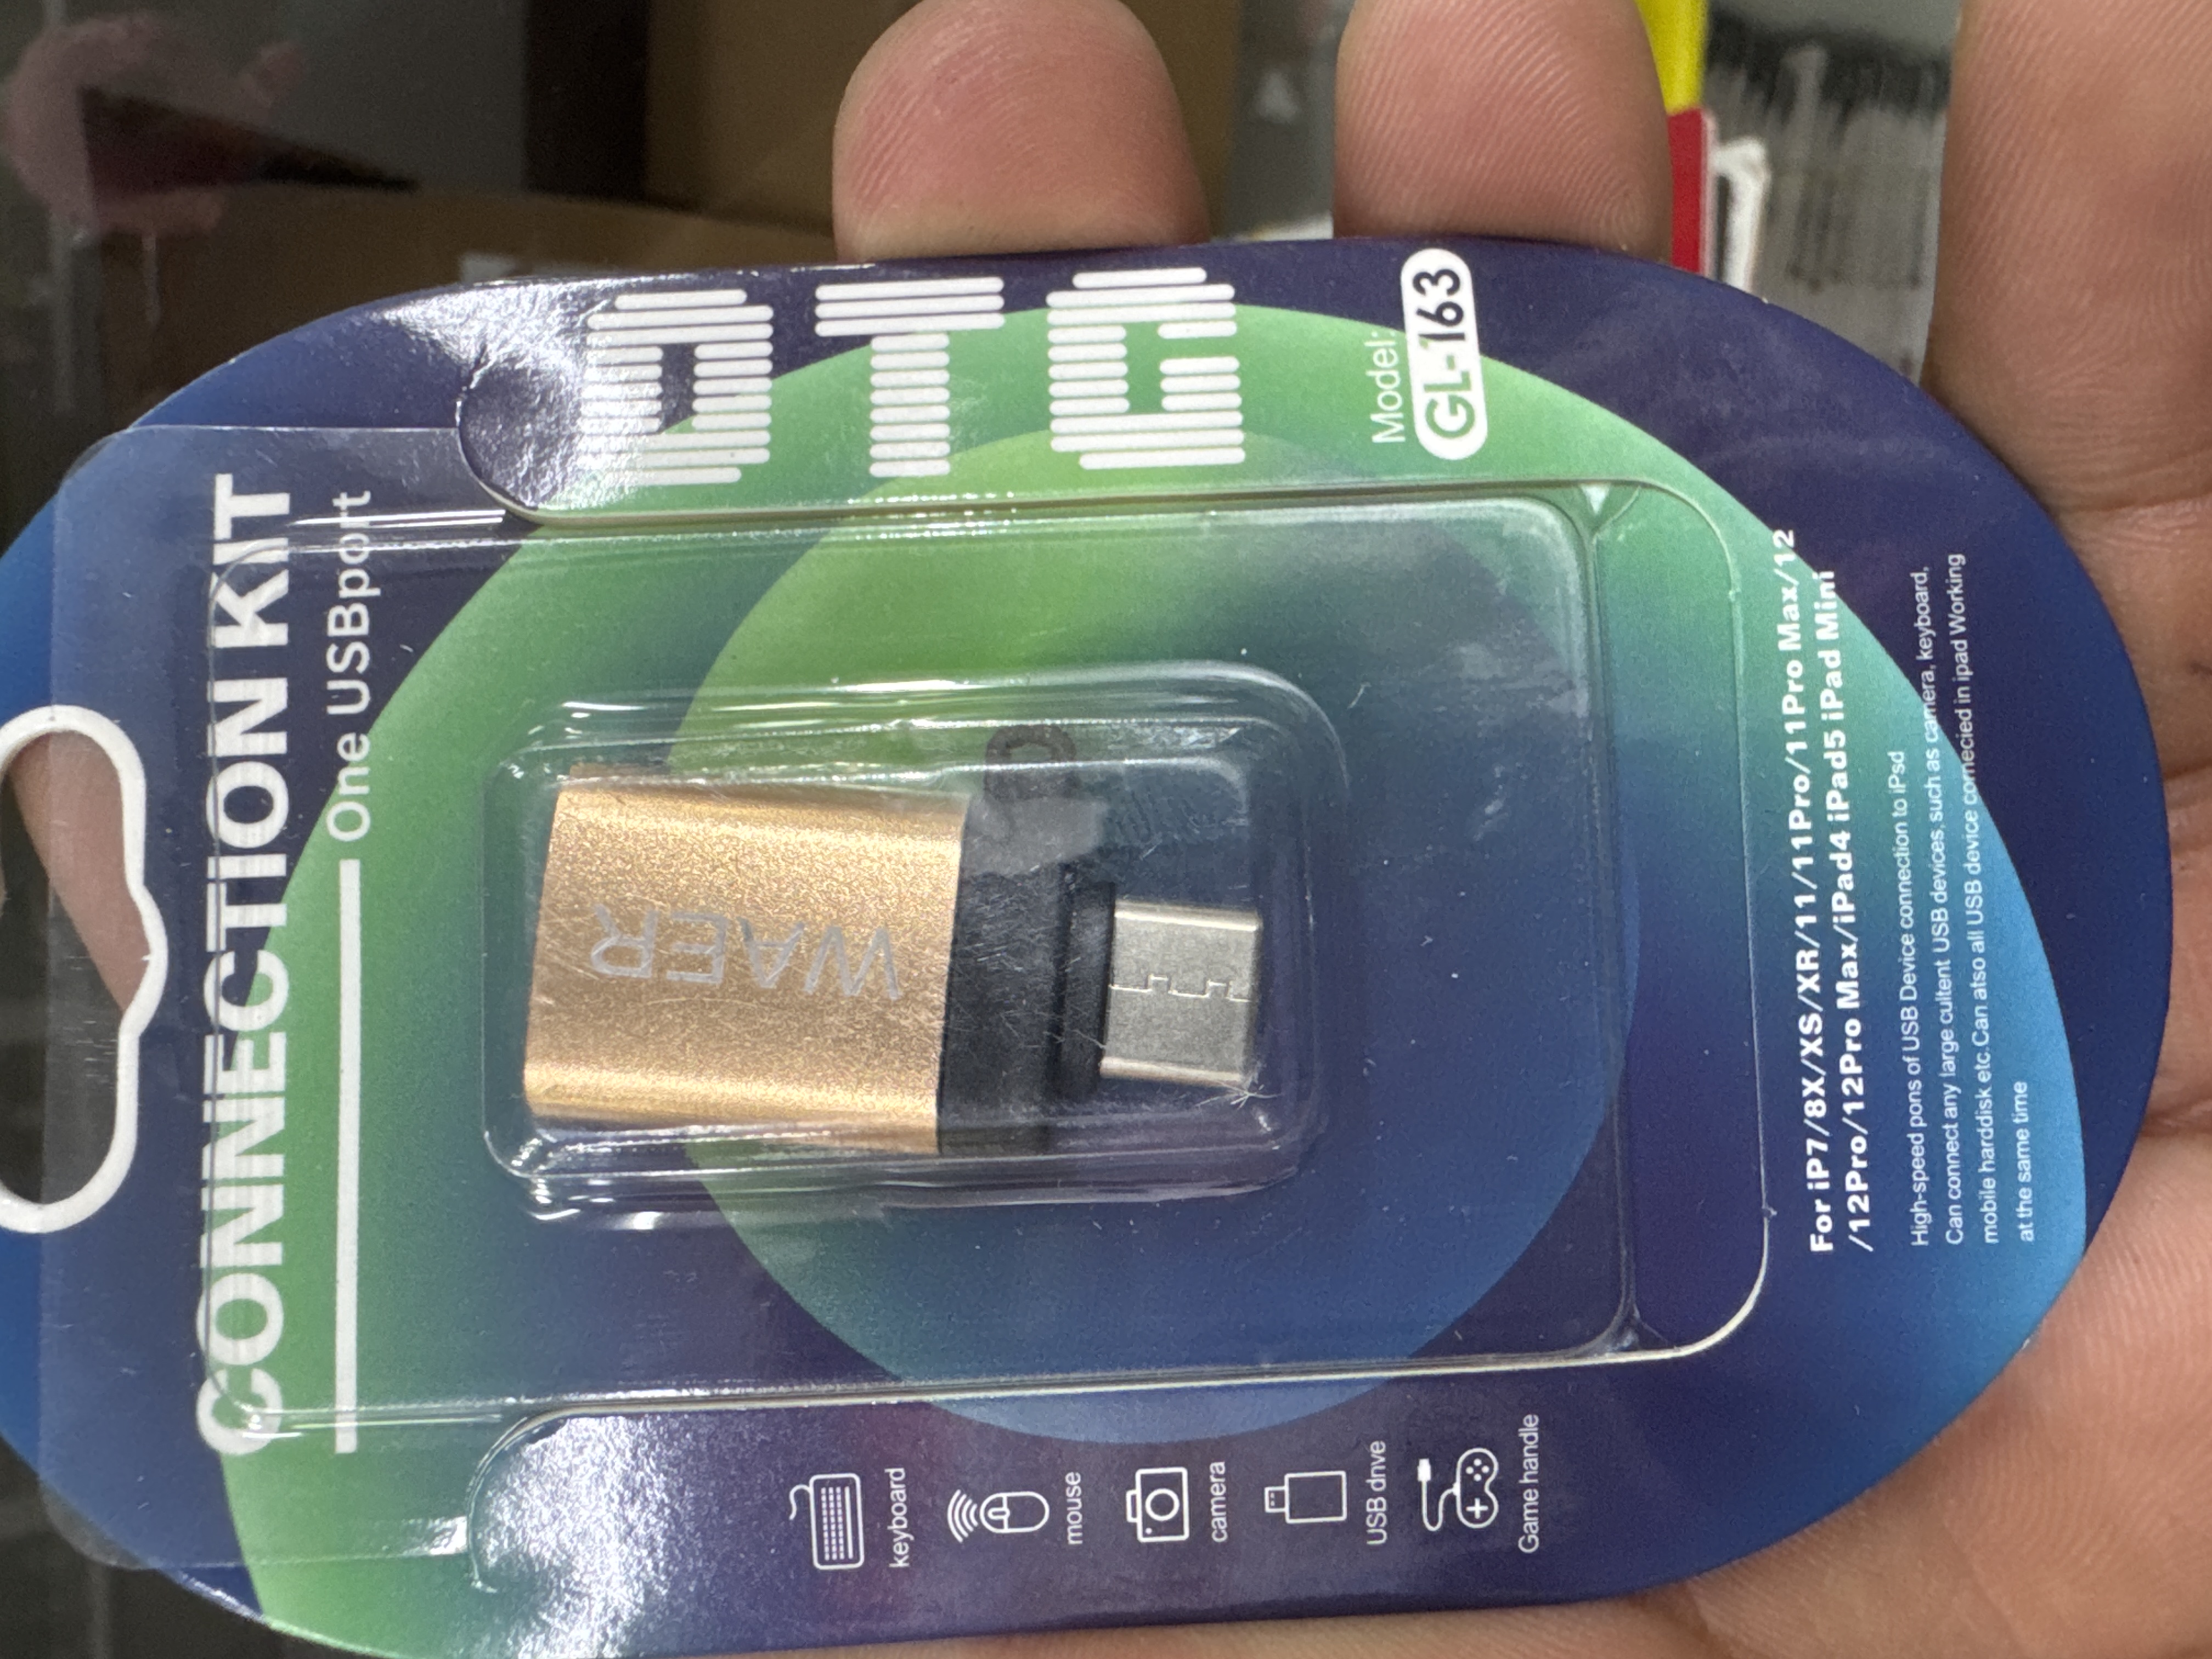 CONNECTION KIT
One USBport
OTG
Model:
GL-163
WAER
keyboard
mouse
camera
USB drive
Game handle
For iP7/8X/XS/XR/11/11Pro/11Pro Max/12
/12Pro/12Pro Max/iPad4 iPad5 iPad Mini
High-speed pons of USB Device connection to iPsd
Can connect any large cultent USB devices,such as camera, keyboard,
mobile harddisk etc.Can atso all USB device connecied in ipad Working
at the same time